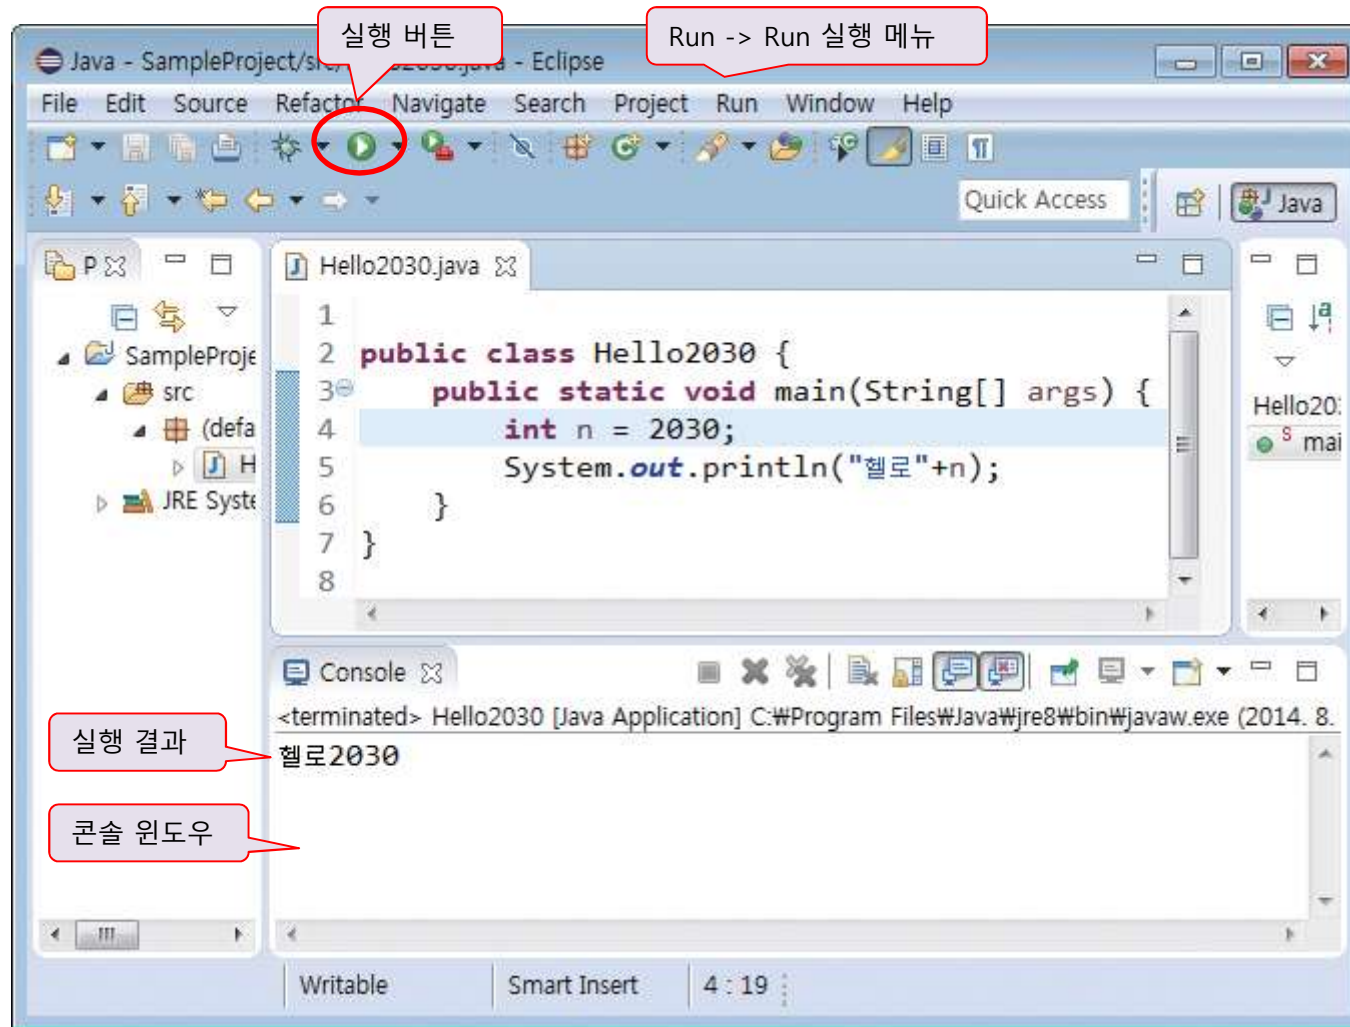 실행 버튼
Run -> Run 실행 메뉴
Java - SampleProject/src/Hello2030.java - Eclipse
File Edit Source Refactor Navigate Search Project Run Window Help
Quick Access
Java
P
Hello2030.java
SampleProje
src
(defa
H
JRE Syste
1
2 public class Hello2030 {
3 public static void main(String[] args) {
4 int n = 2030;
5 System.out.println("헬로"+n);
6 }
7 }
8
Hello20
S mai
Console
<terminated> Hello2030 [Java Application] C:₩Program Files₩Java₩jre8₩bin₩javaw.exe (2014. 8.
실행 결과
헬로2030
콘솔 윈도우
Writable Smart Insert 4 : 19